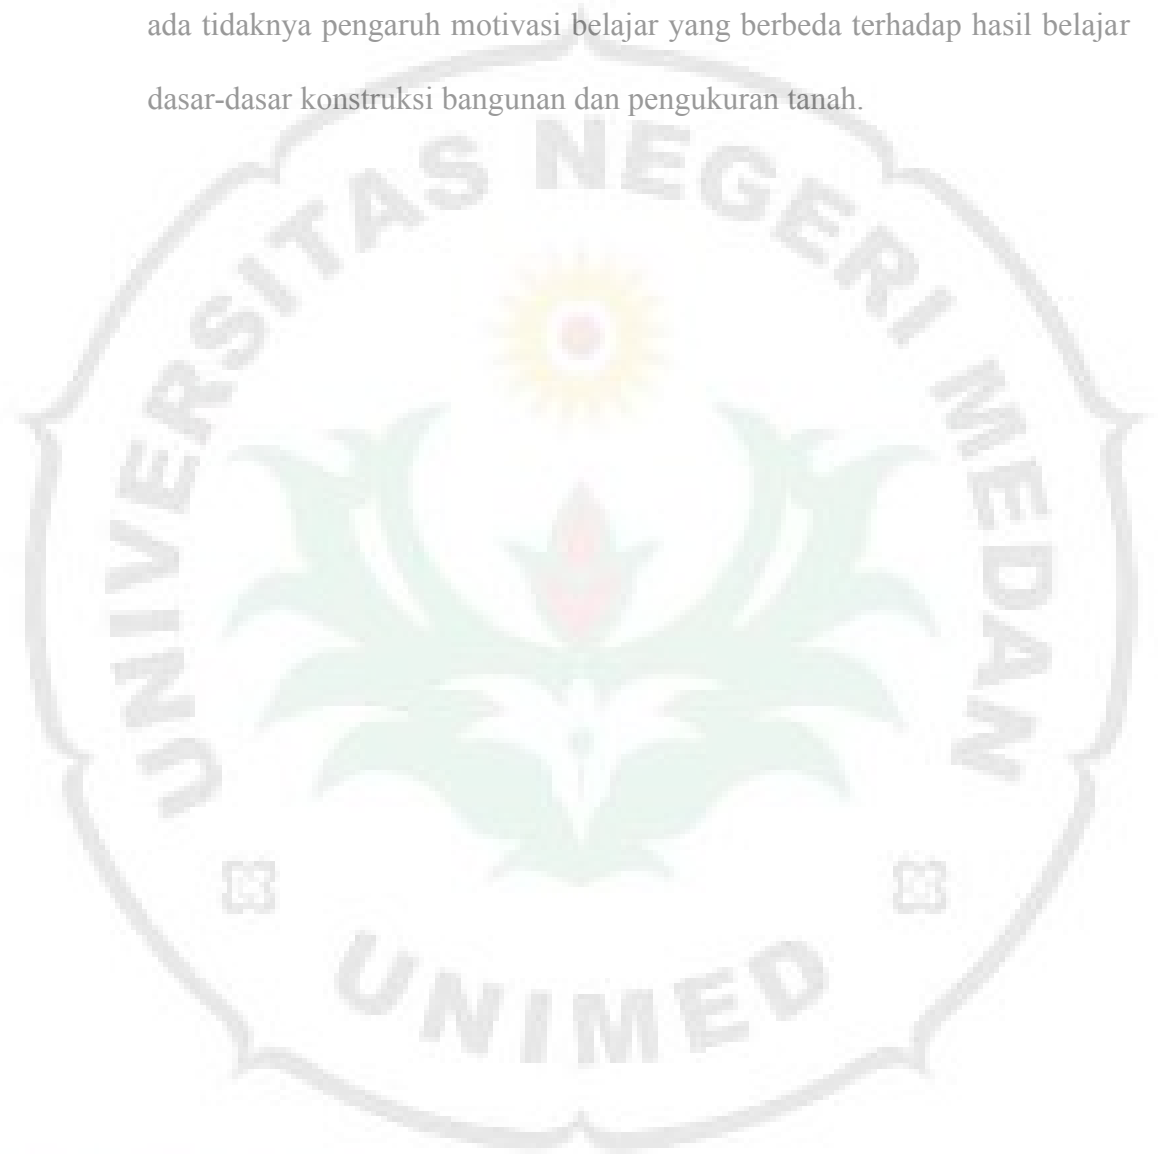 ada tidaknya pengaruh motivasi belajar yang berbeda terhadap hasil belajar
dasar-dasar konstruksi bangunan dan pengukuran tanah.
UNIVERSITAS NEGERI MEDAN
UNIMED